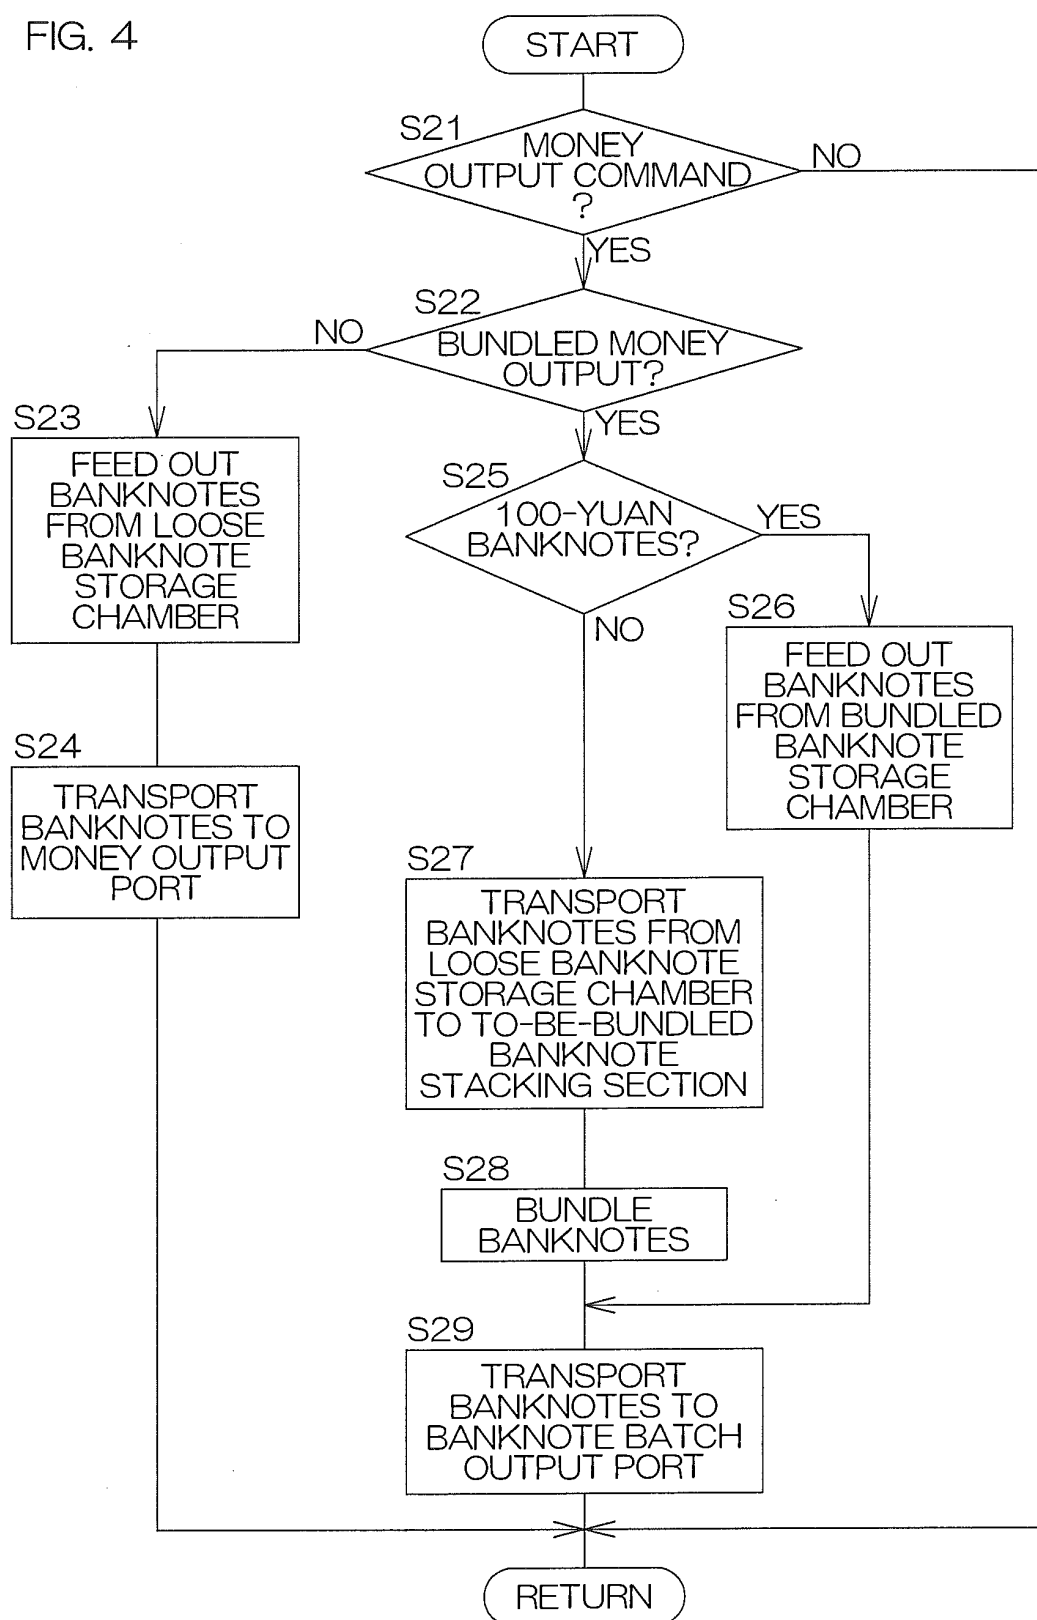 FIG. 4
START
S21
MONEY
OUTPUT COMMAND
?
NO
YES
S22
NO
BUNDLED MONEY
OUTPUT?
YES
S23
FEED OUT
BANKNOTES
FROM LOOSE
BANKNOTE
STORAGE
CHAMBER
S25
100-YUAN
BANKNOTES?
YES
NO
S26
FEED OUT
BANKNOTES
FROM BUNDLED
BANKNOTE
STORAGE
CHAMBER
S24
TRANSPORT
BANKNOTES TO
MONEY OUTPUT
PORT
S27
TRANSPORT
BANKNOTES FROM
LOOSE BANKNOTE
STORAGE CHAMBER
TO TO-BE-BUNDLED
BANKNOTE
STACKING SECTION
S28
BUNDLE
BANKNOTES
S29
TRANSPORT
BANKNOTES TO
BANKNOTE BATCH
OUTPUT PORT
RETURN